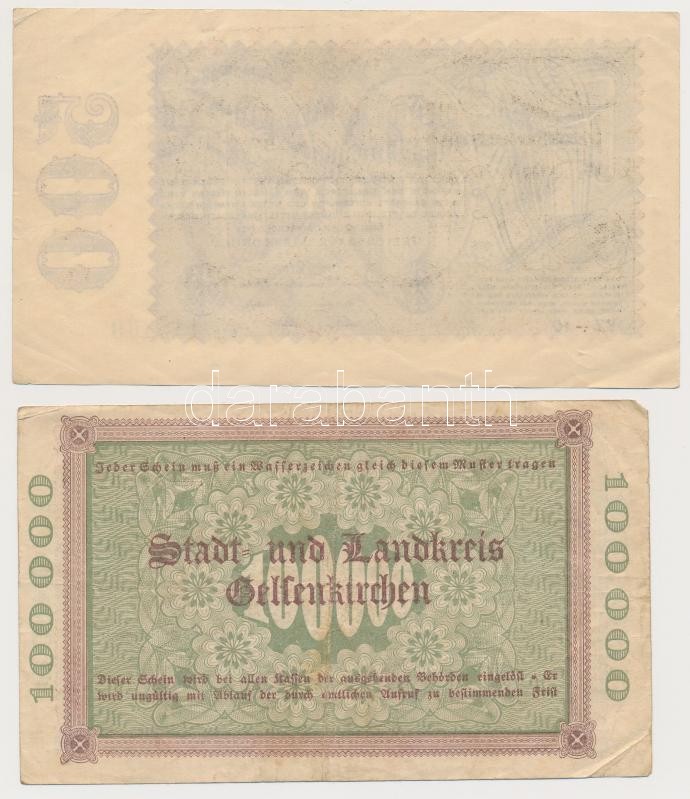 500
darabanth
Jeder Schein muß ein Wasserzeichen gleich diesem Muster tragen
100 000
Stadt- und Landkreis
Gelsenkirchen
100000
100 000
Dieser Schein wird bei allen Kassen der ausgebenden Behörden eingelöst • Er
wird ungültig mit Ablauf der durch amtlichen Aufruf zu bestimmenden Frist